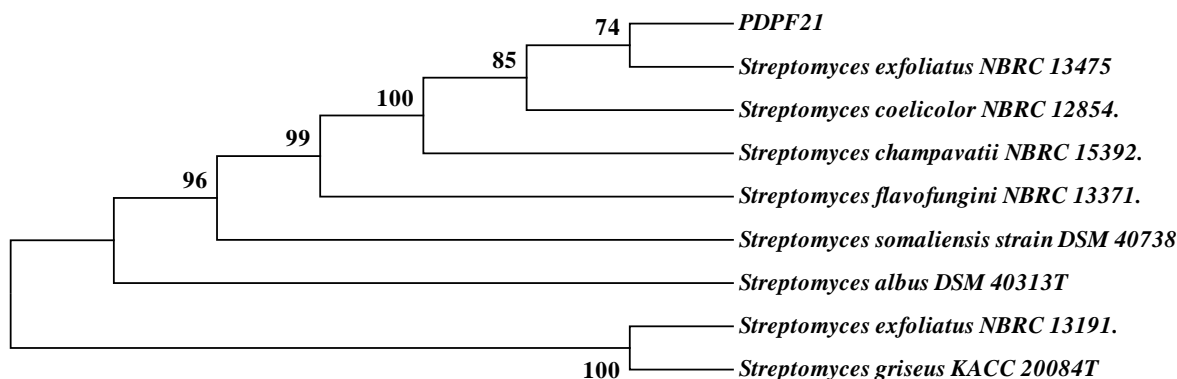 PDPF21
74
Streptomyces exfoliatus NBRC 13475
85
Streptomyces coelicolor NBRC 12854.
100
Streptomyces champavatii NBRC 15392.
99
Streptomyces flavofungini NBRC 13371.
96
Streptomyces somaliensis strain DSM 40738
Streptomyces albus DSM 40313T
Streptomyces exfoliatus NBRC 13191.
100
Streptomyces griseus KACC 20084T